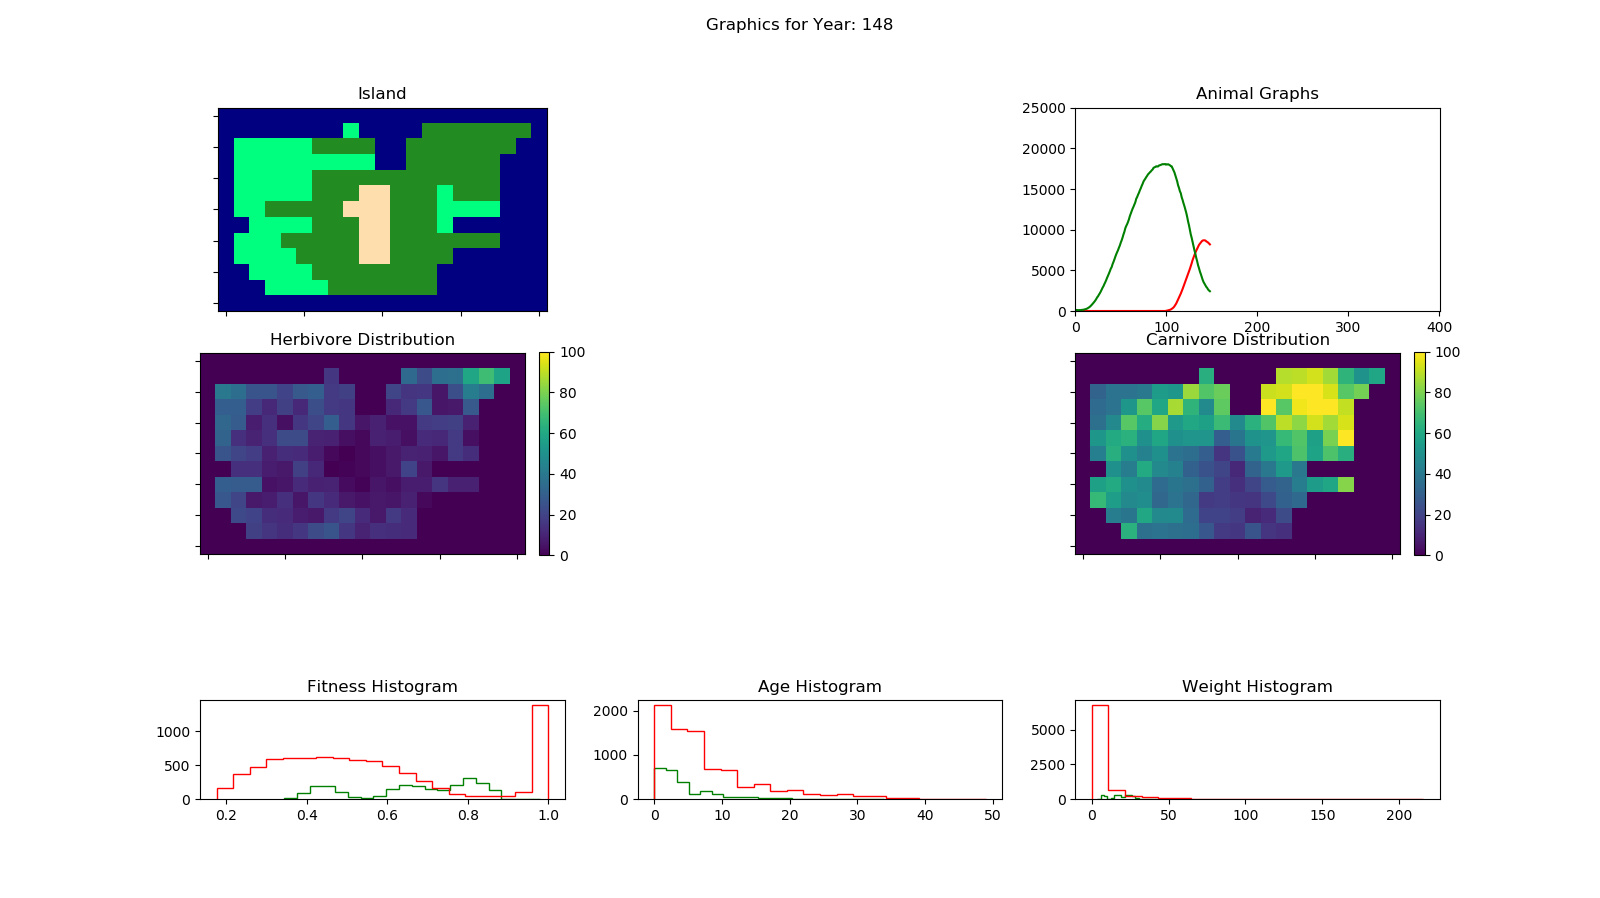 Graphics for Year: 148
Island
Animal Graphs
25000
20000
15000
10000
5000
0
0 100 200 300 400
Herbivore Distribution
100
80
60
40
20
0
Carnivore Distribution
100
80
60
40
20
0
Fitness Histogram
1000
500
0
0.2 0.4 0.6 0.8 1.0
Age Histogram
2000
1000
0
0 10 20 30 40 50
Weight Histogram
5000
2500
0
0 50 100 150 200